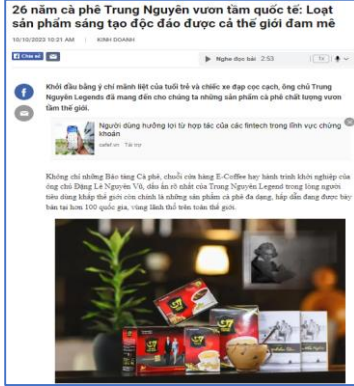 26 năm cà phê Trung Nguyên vươn tầm quốc tế: Loạt
sản phẩm sáng tạo độc đáo được cả thế giới đam mê
10/10/2023 10:21 AM | KINH DOANH
Chia sẻ
Nghe đọc bài 2:53
1x
Khởi đầu bằng ý chí mãnh liệt của tuổi trẻ và chiếc xe đạp cọc cạch, ông chủ Trung
Nguyên Legends đã mang đến cho chúng ta những sản phẩm cà phê chất lượng vươn
tầm thế giới.
Người dùng hưởng lợi từ hợp tác của các fintech trong lĩnh vực chứng
khoán
cafef.vn Tài trợ
Không chỉ những Bảo tàng Cà phê, chuỗi cửa hàng E-Coffee hay hành trình khởi nghiệp của
ông chủ Đặng Lê Nguyên Vũ, dấu ấn rõ nhất của Trung Nguyên Legend trong lòng người
tiêu dùng khắp thế giới còn chính là những sản phẩm cà phê đa dạng, hấp dẫn đang được bày
bán tại hơn 100 quốc gia, vùng lãnh thổ trên toàn thế giới.
G7
G7